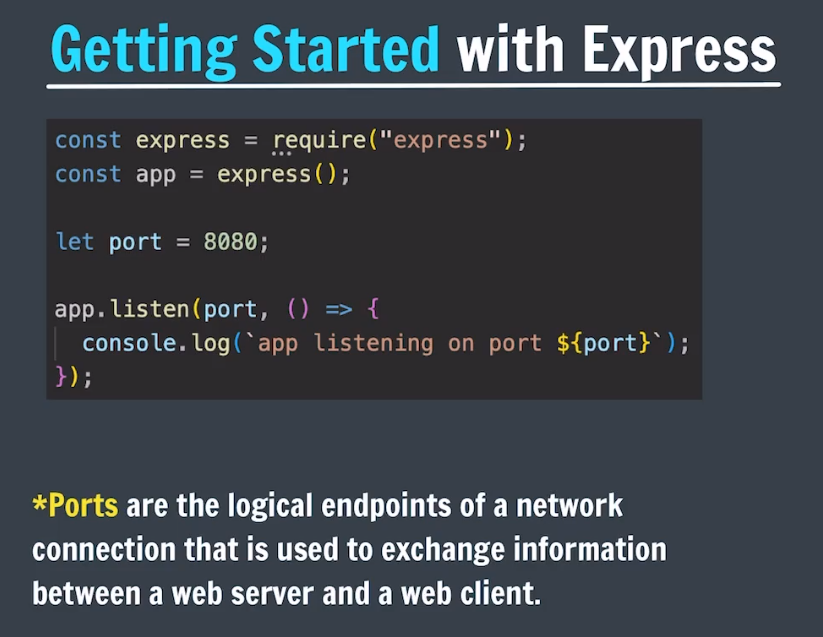 Getting Started with Express
const express = require("express");
const app = express();
let port = 8080;
app.listen(port, () => {
console.log(`app listening on port ${port}`);
});
*Ports are the logical endpoints of a network
connection that is used to exchange information
between a web server and a web client.